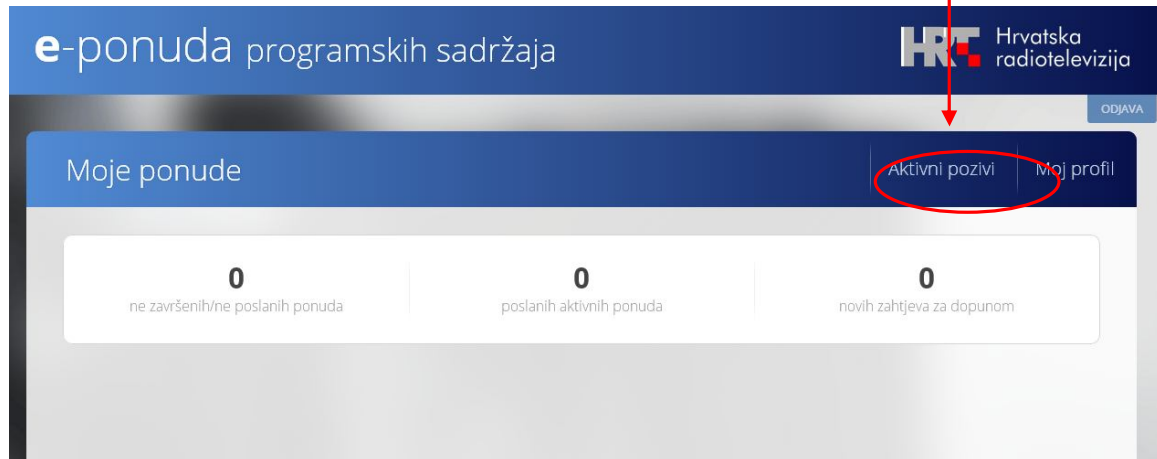 e-ponuda programskih sadržaja
HRT Hrvatska
radiotelevizija
ODJAVA
Moje ponude
Aktivni pozivi
Moj profil
0
ne završenih/ne poslanih ponuda
0
poslanih aktivnih ponuda
0
novih zahtjeva za dopunom